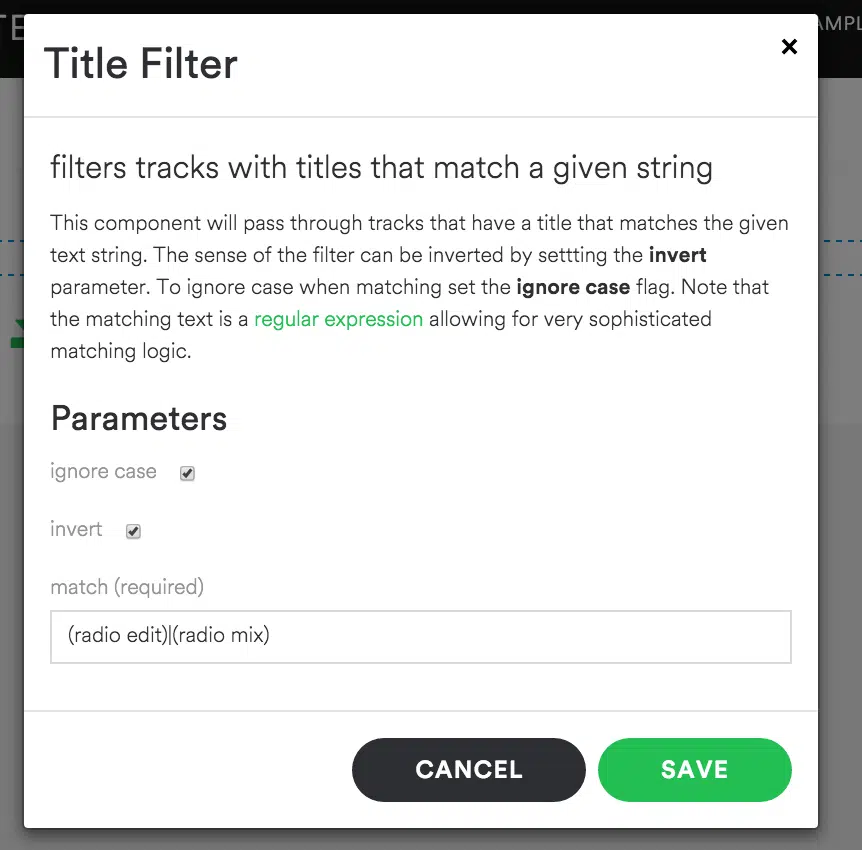 Title Filter
×
filters tracks with titles that match a given string
This component will pass through tracks that have a title that matches the given
text string. The sense of the filter can be inverted by settting the invert
parameter. To ignore case when matching set the ignore case flag. Note that
the matching text is a regular expression allowing for very sophisticated
matching logic.
Parameters
ignore case
invert
match (required)
(radio edit)|(radio mix)
CANCEL SAVE